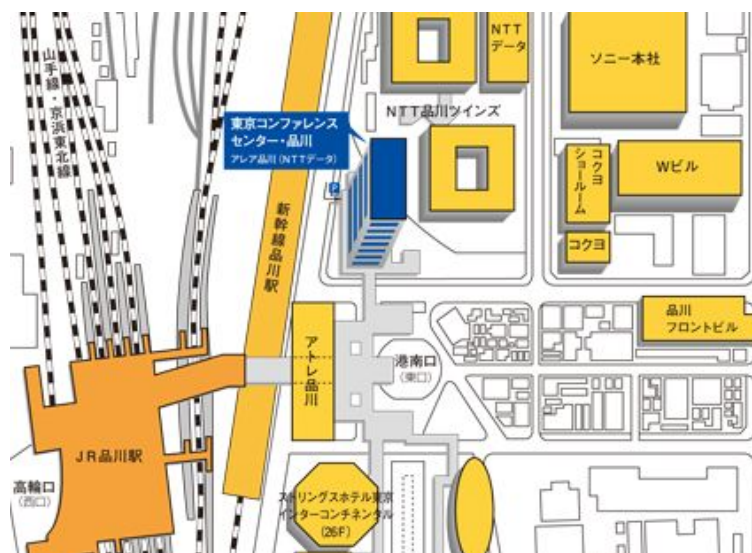 山手線・京浜東北線
NTT
データ
ソニー本社
NTT品川ツインズ
東京コンファレンス
センター・品川
アレア品川(NTTデータ)
P
コクヨ
ショールーム
Wビル
コクヨ
新幹線品川駅
品川
フロントビル
アトレ品川
港南口
(東口)
JR品川駅
高輪口
(西口)
ストリングスホテル東京
インターコンチネンタル
(26F)